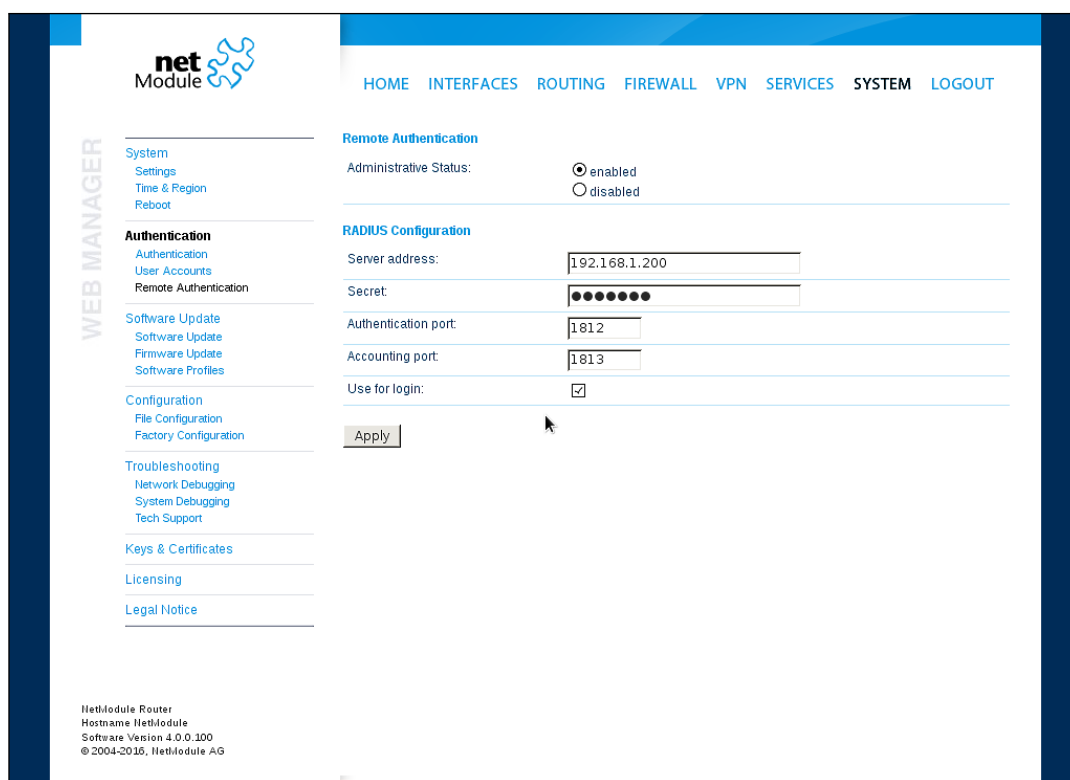 net
Module
HOME INTERFACES ROUTING FIREWALL VPN SERVICES SYSTEM LOGOUT
WEB MANAGER
System
Settings
Time & Region
Reboot
Authentication
Authentication
User Accounts
Remote Authentication
Software Update
Software Update
Firmware Update
Software Profiles
Configuration
File Configuration
Factory Configuration
Troubleshooting
Network Debugging
System Debugging
Tech Support
Keys & Certificates
Licensing
Legal Notice
Remote Authentication
Administrative Status:
enabled
disabled
RADIUS Configuration
Server address: 192.168.1.200
Secret: ●●●●●●●
Authentication port: 1812
Accounting port: 1813
Use for login:
Apply
NetModule Router
Hostname NetModule
Software Version 4.0.0.100
© 2004-2016, NetModule AG